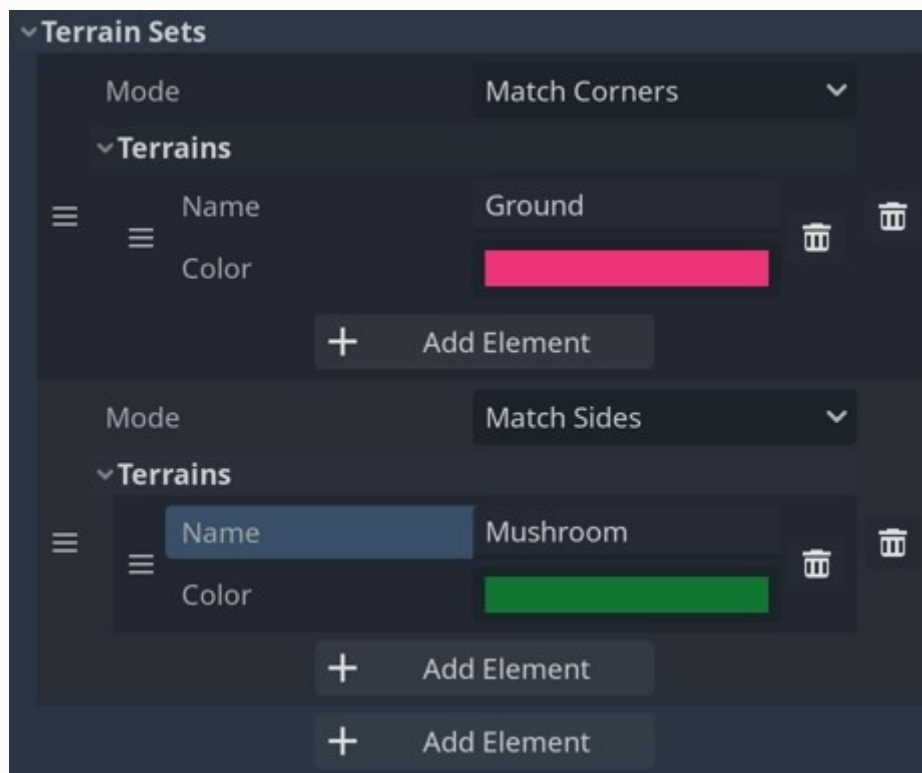 Terrain Sets
Mode Match Corners
Terrains
Name Ground
Color
+ Add Element
Mode Match Sides
Terrains
Name Mushroom
Color
+ Add Element
+ Add Element